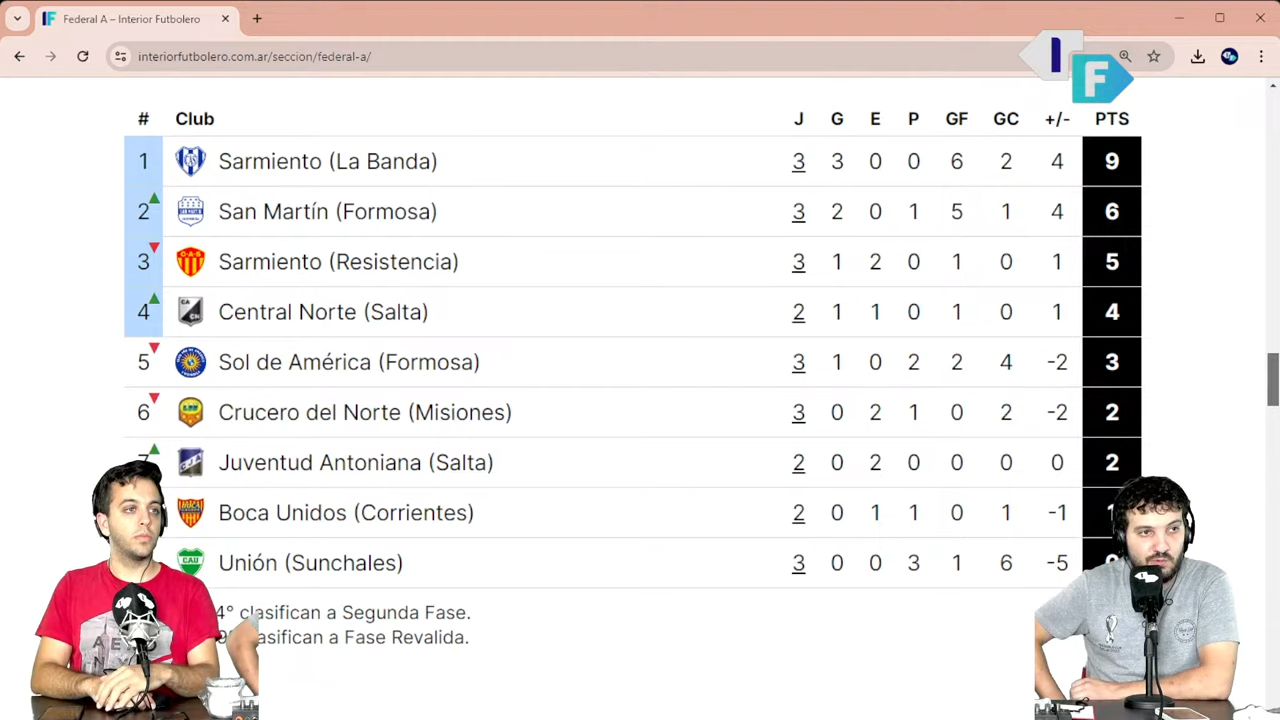 Federal A – Interior Futbolero
interiorfutbolero.com.ar/seccion/federal-a/
IF
# Club J G E P GF GC +/- PTS
1 Sarmiento (La Banda) 3 3 0 0 6 2 4 9
2 San Martín (Formosa) 3 2 0 1 5 1 4 6
3 Sarmiento (Resistencia) 3 1 2 0 1 0 1 5
4 Central Norte (Salta) 2 1 1 0 1 0 1 4
5 Sol de América (Formosa) 3 1 0 2 2 4 -2 3
6 Crucero del Norte (Misiones) 3 0 2 1 0 2 -2 2
7 Juventud Antoniana (Salta) 2 0 2 0 0 0 0 2
Boca Unidos (Corrientes) 2 0 1 1 0 1 -1 1
CAU Unión (Sunchales) 3 0 0 3 1 6 -5
4° clasifican a Segunda Fase.
clasifican a Fase Revalida.